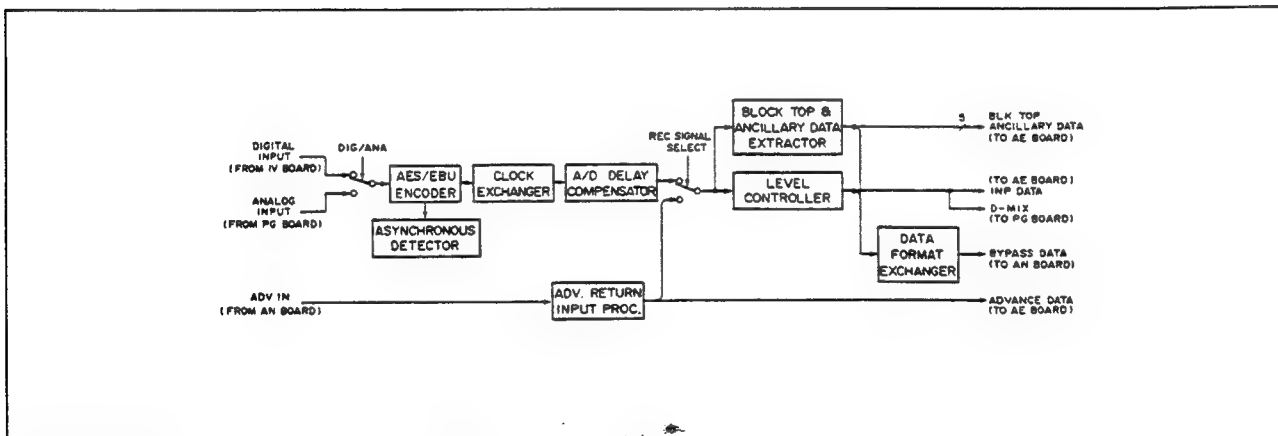 DIGITAL
INPUT
(FROM IV BOARD)
ANALOG
INPUT
(FROM PG BOARD)
DIG/ANA
AES/EBU
ENCODER
ASYNCHRONOUS
DETECTOR
CLOCK
EXCHANGER
A/D DELAY
COMPENSATOR
REC SIGNAL
SELECT
BLOCK TOP &
ANCILLARY DATA
EXTRACTOR
LEVEL
CONTROLLER
DATA
FORMAT
EXCHANGER
5
BLK TOP
ANCILLARY DATA
(TO AE BOARD)
(TO AE BOARD)
INP DATA
D-MIX
(TO PG BOARD)
BYPASS DATA
(TO AN BOARD)
ADV IN
(FROM AN BOARD)
ADV. RETURN
INPUT PROC.
ADVANCE DATA
(TO AE BOARD)